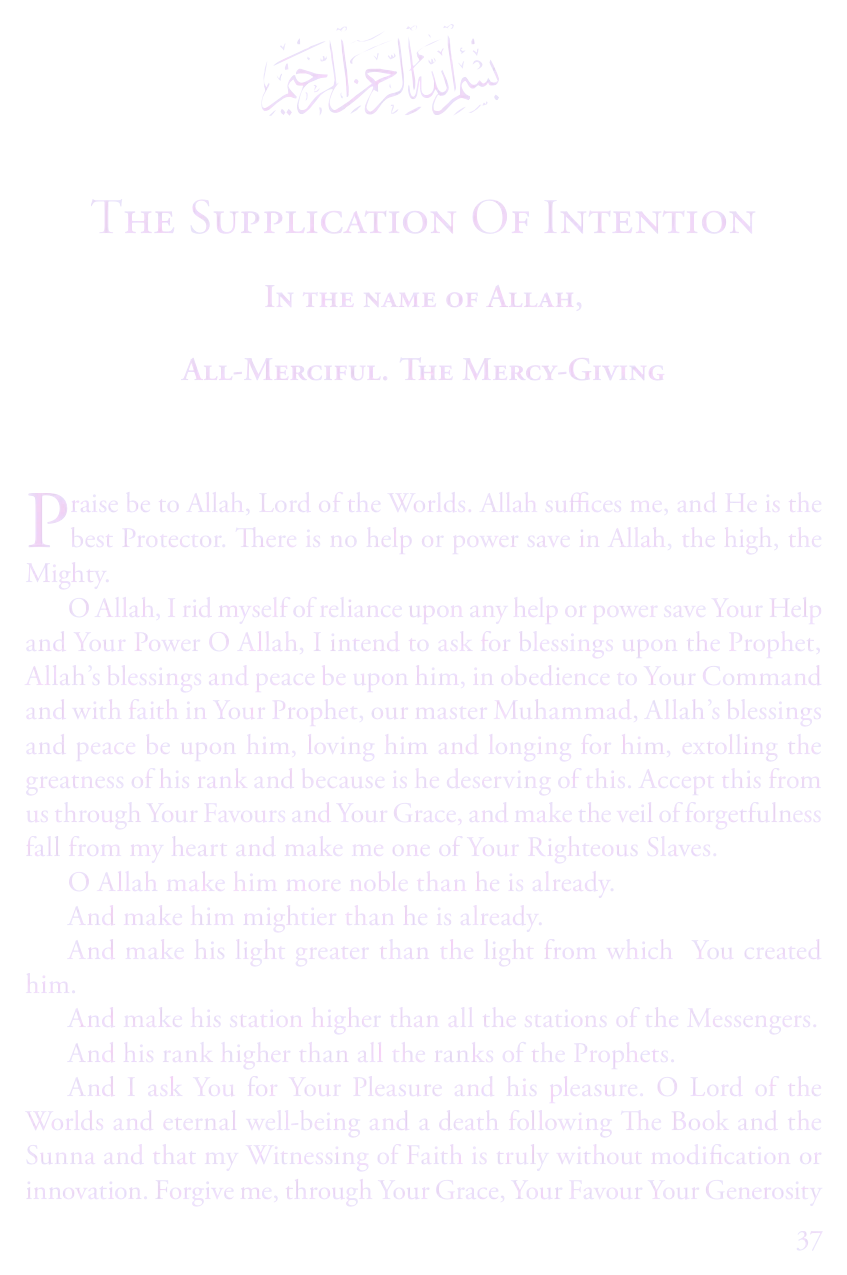 بسم الله الرحمن الرحيم
The Supplication Of Intention
In the name of Allah,
All-Merciful. The Mercy-Giving
Praise be to Allah, Lord of the Worlds. Allah suffices me, and He is the
best Protector. There is no help or power save in Allah, the high, the
Mighty.
O Allah, I rid myself of reliance upon any help or power save Your Help
and Your Power O Allah, I intend to ask for blessings upon the Prophet,
Allah’s blessings and peace be upon him, in obedience to Your Command
and with faith in Your Prophet, our master Muhammad, Allah’s blessings
and peace be upon him, loving him and longing for him, extolling the
greatness of his rank and because is he deserving of this. Accept this from
us through Your Favours and Your Grace, and make the veil of forgetfulness
fall from my heart and make me one of Your Righteous Slaves.
O Allah make him more noble than he is already.
And make him mightier than he is already.
And make his light greater than the light from which You created
him.
And make his station higher than all the stations of the Messengers.
And his rank higher than all the ranks of the Prophets.
And I ask You for Your Pleasure and his pleasure. O Lord of the
Worlds and eternal well-being and a death following The Book and the
Sunna and that my Witnessing of Faith is truly without modification or
innovation. Forgive me, through Your Grace, Your Favour Your Generosity
37